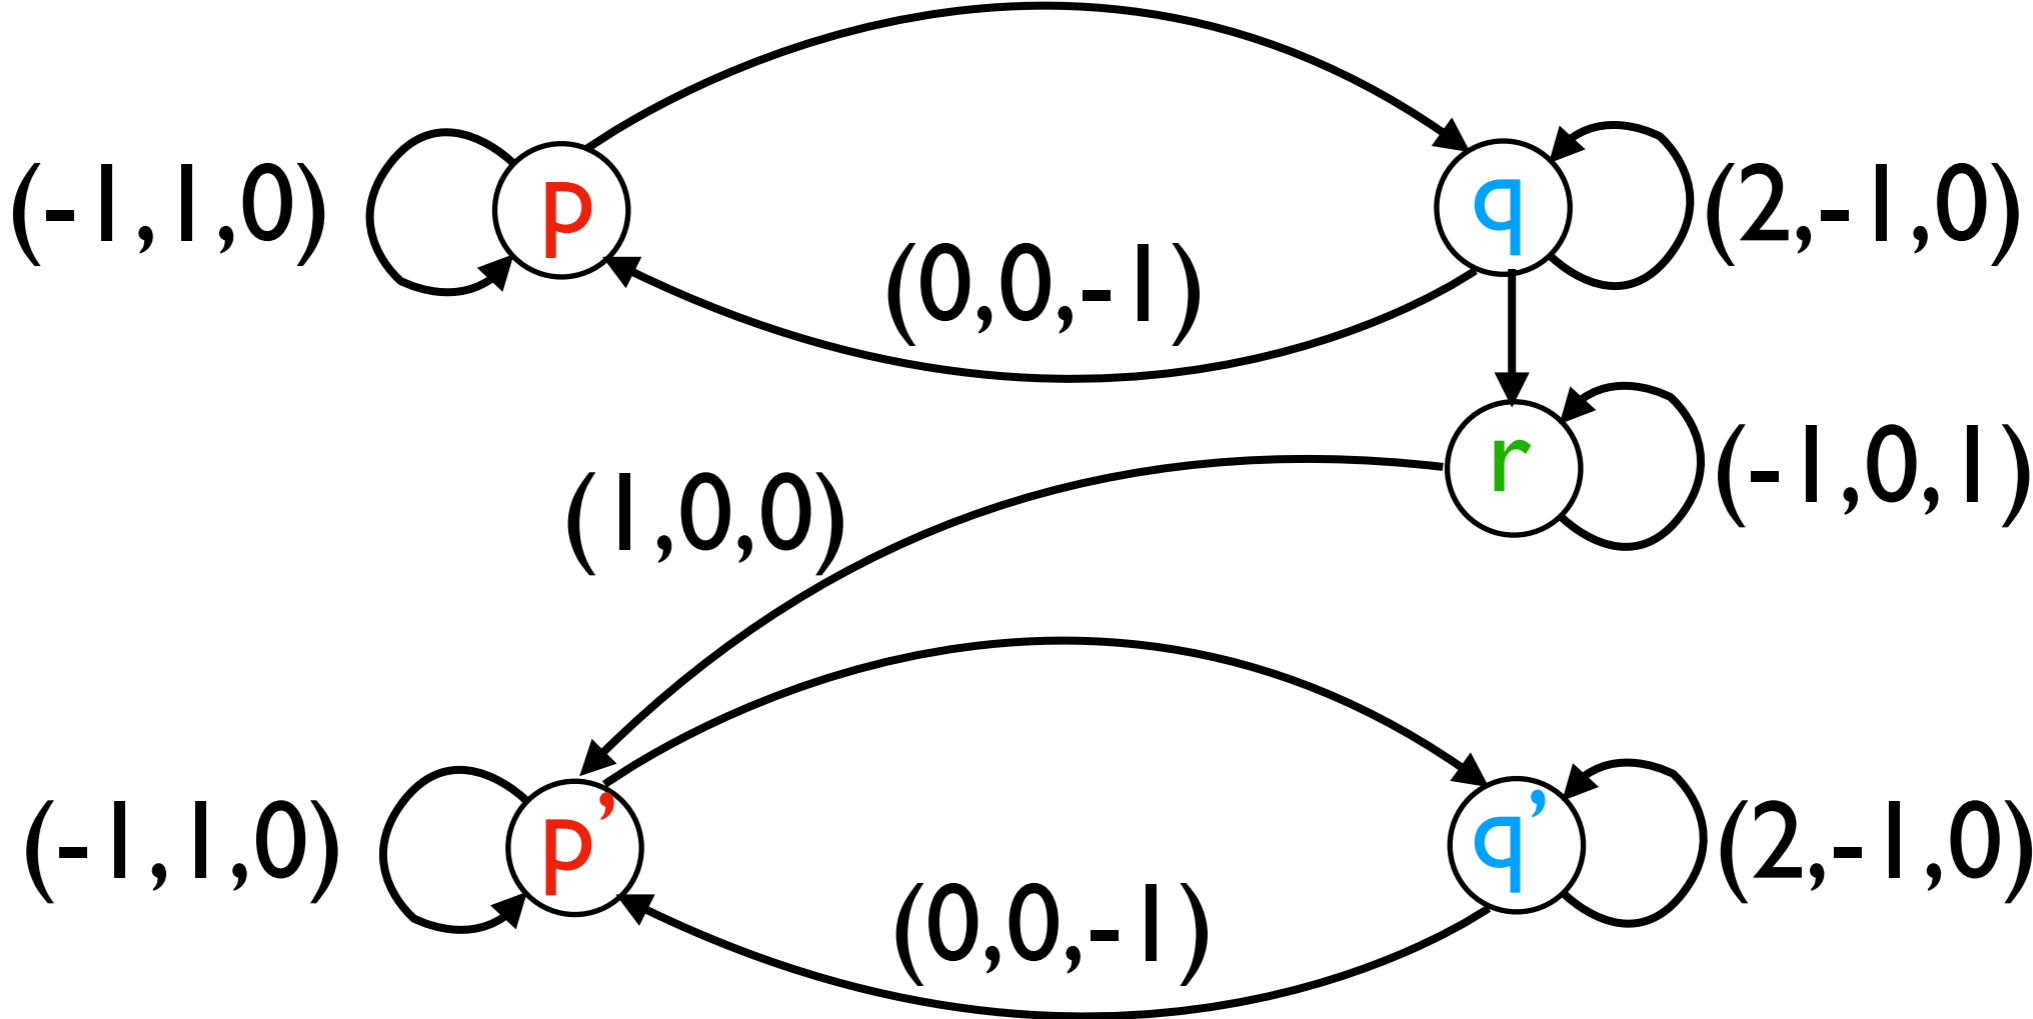 (-1,1,0) p q (2,-1,0)
(0,0,-1)
(1,0,0) r (-1,0,1)
(-1,1,0) p’ q’ (2,-1,0)
(0,0,-1)